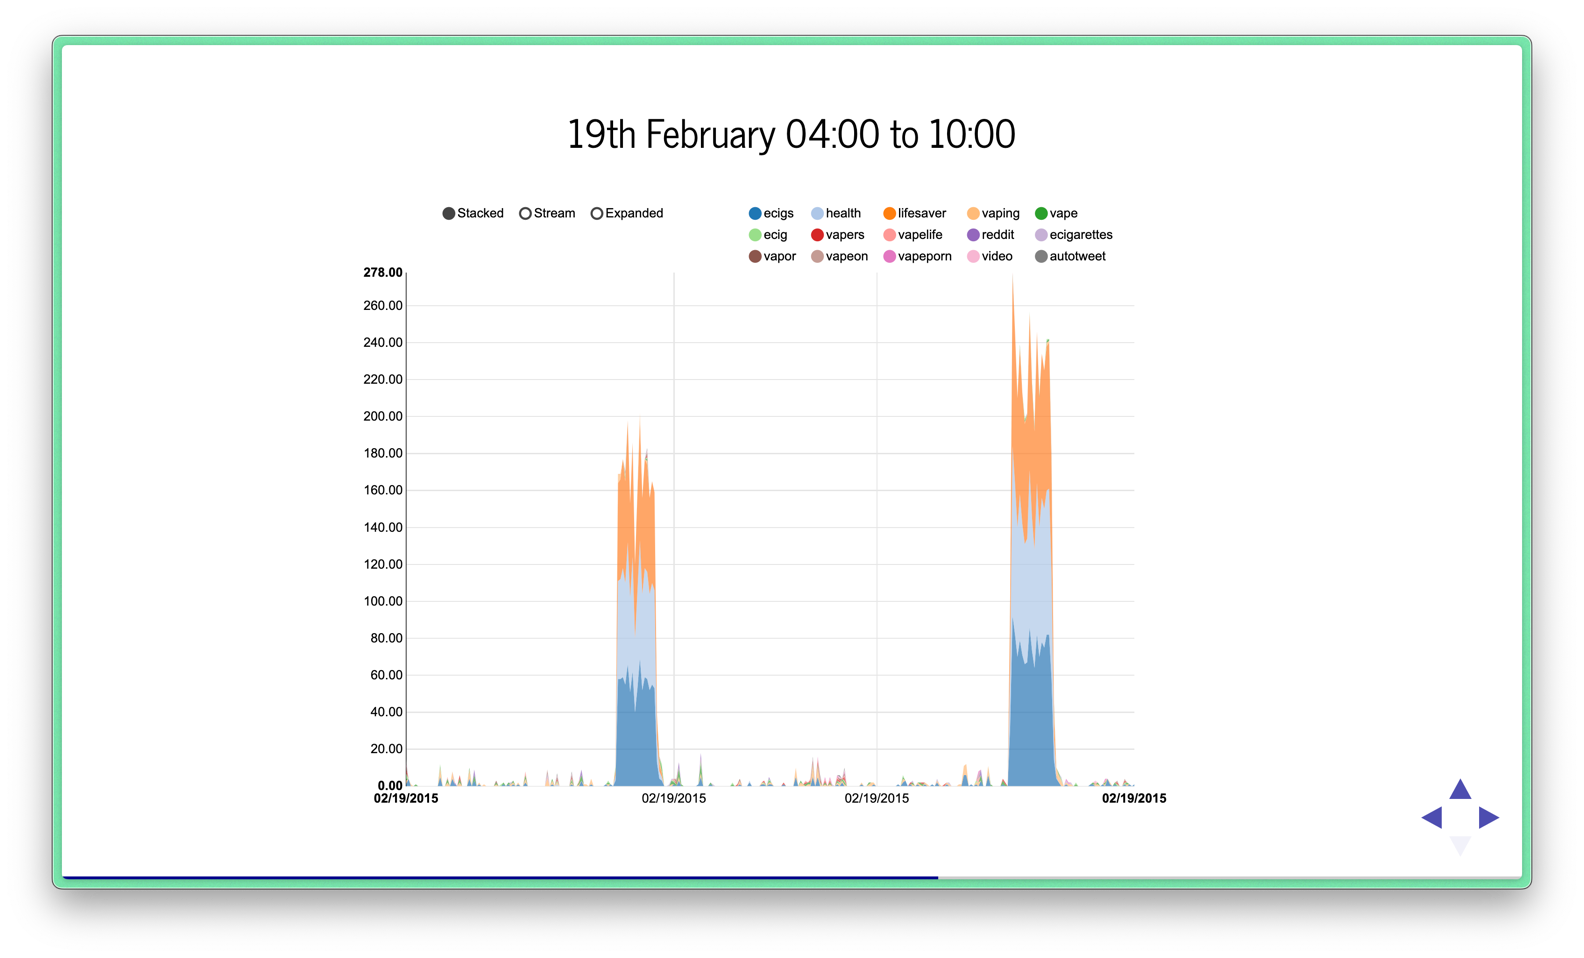 19th February 04:00 to 10:00
Stacked Stream Expanded
ecigs health lifesaver vaping vape
ecig vapers vapelife reddit ecigarettes
vapor vapeon vapeporn video autotweet
278.00
260.00
240.00
220.00
200.00
180.00
160.00
140.00
120.00
100.00
80.00
60.00
40.00
20.00
0.00
02/19/2015 02/19/2015 02/19/2015 02/19/2015